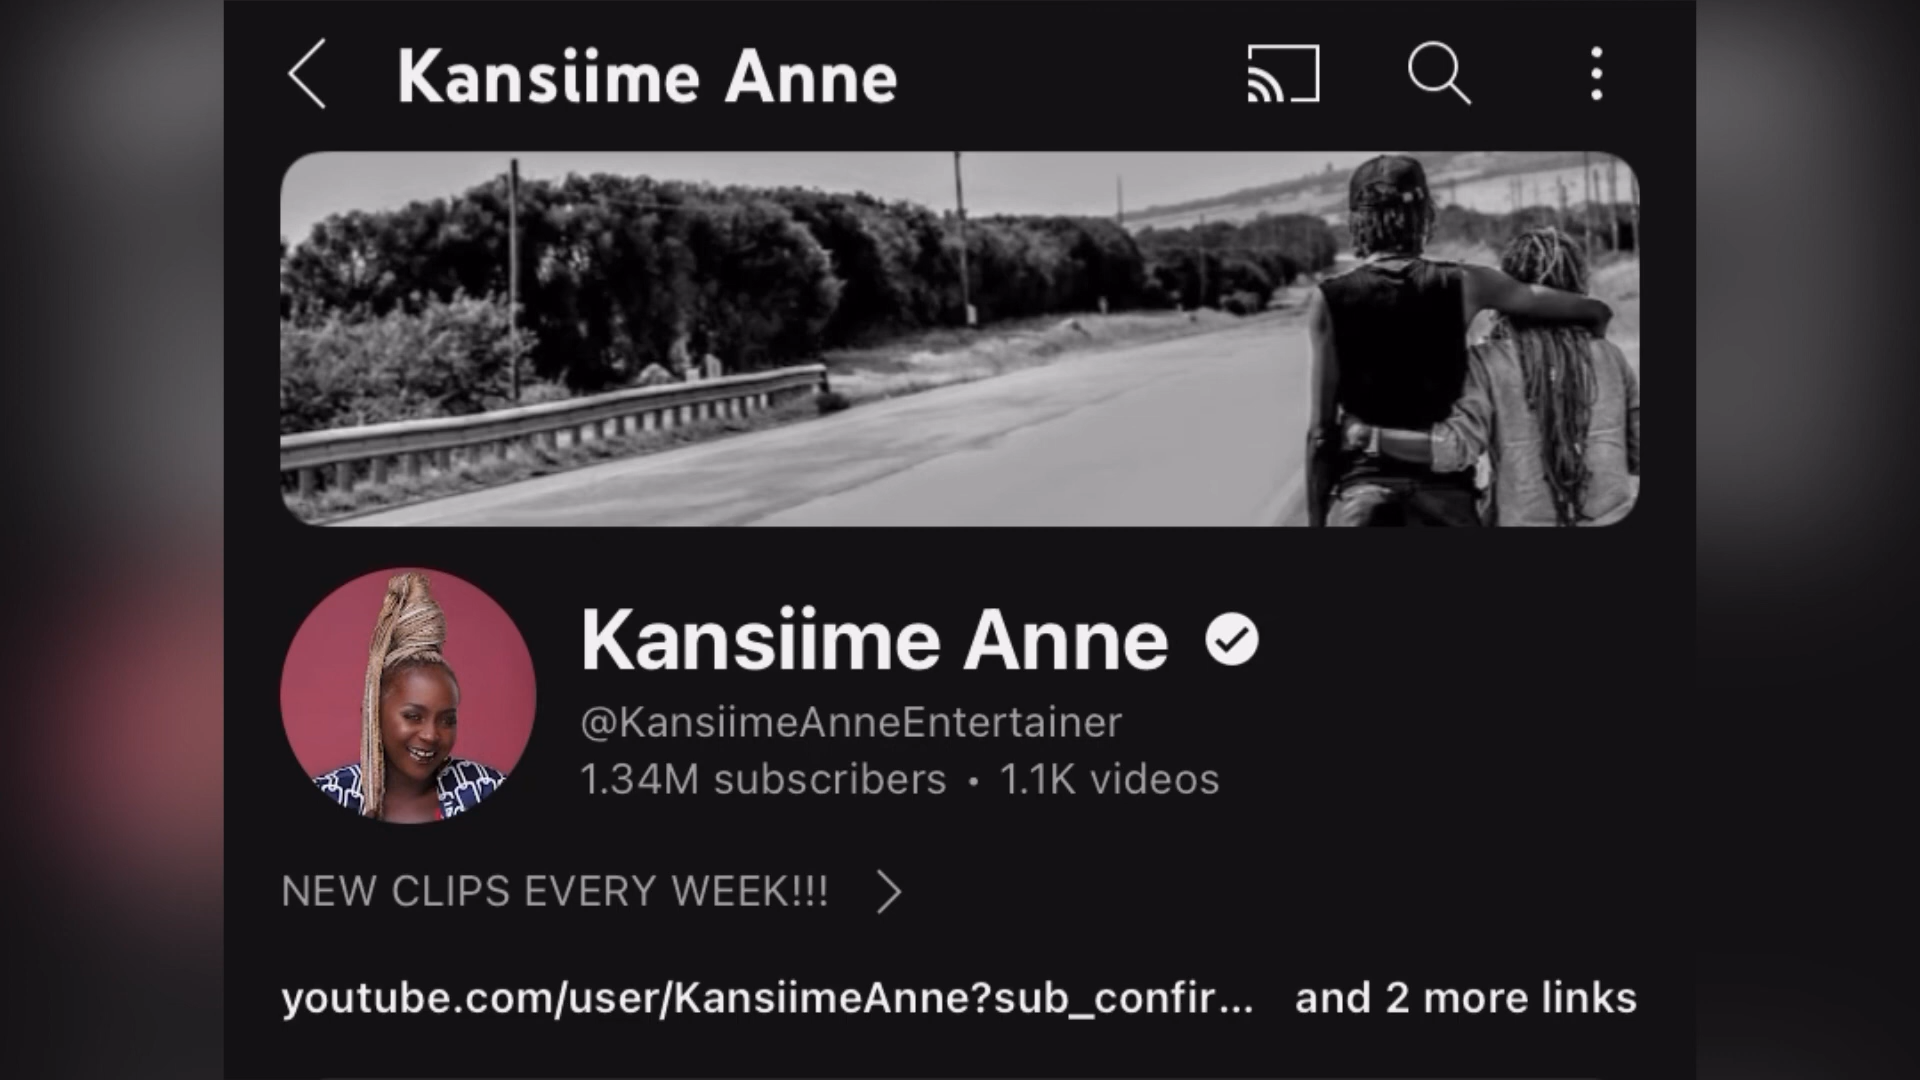 Kansiime Anne
Kansiime Anne
@KansiimeAnneEntertainer
1.34M subscribers • 1.1K videos
NEW CLIPS EVERY WEEK!!!
youtube.com/user/KansiimeAnne?sub_confir... and 2 more links